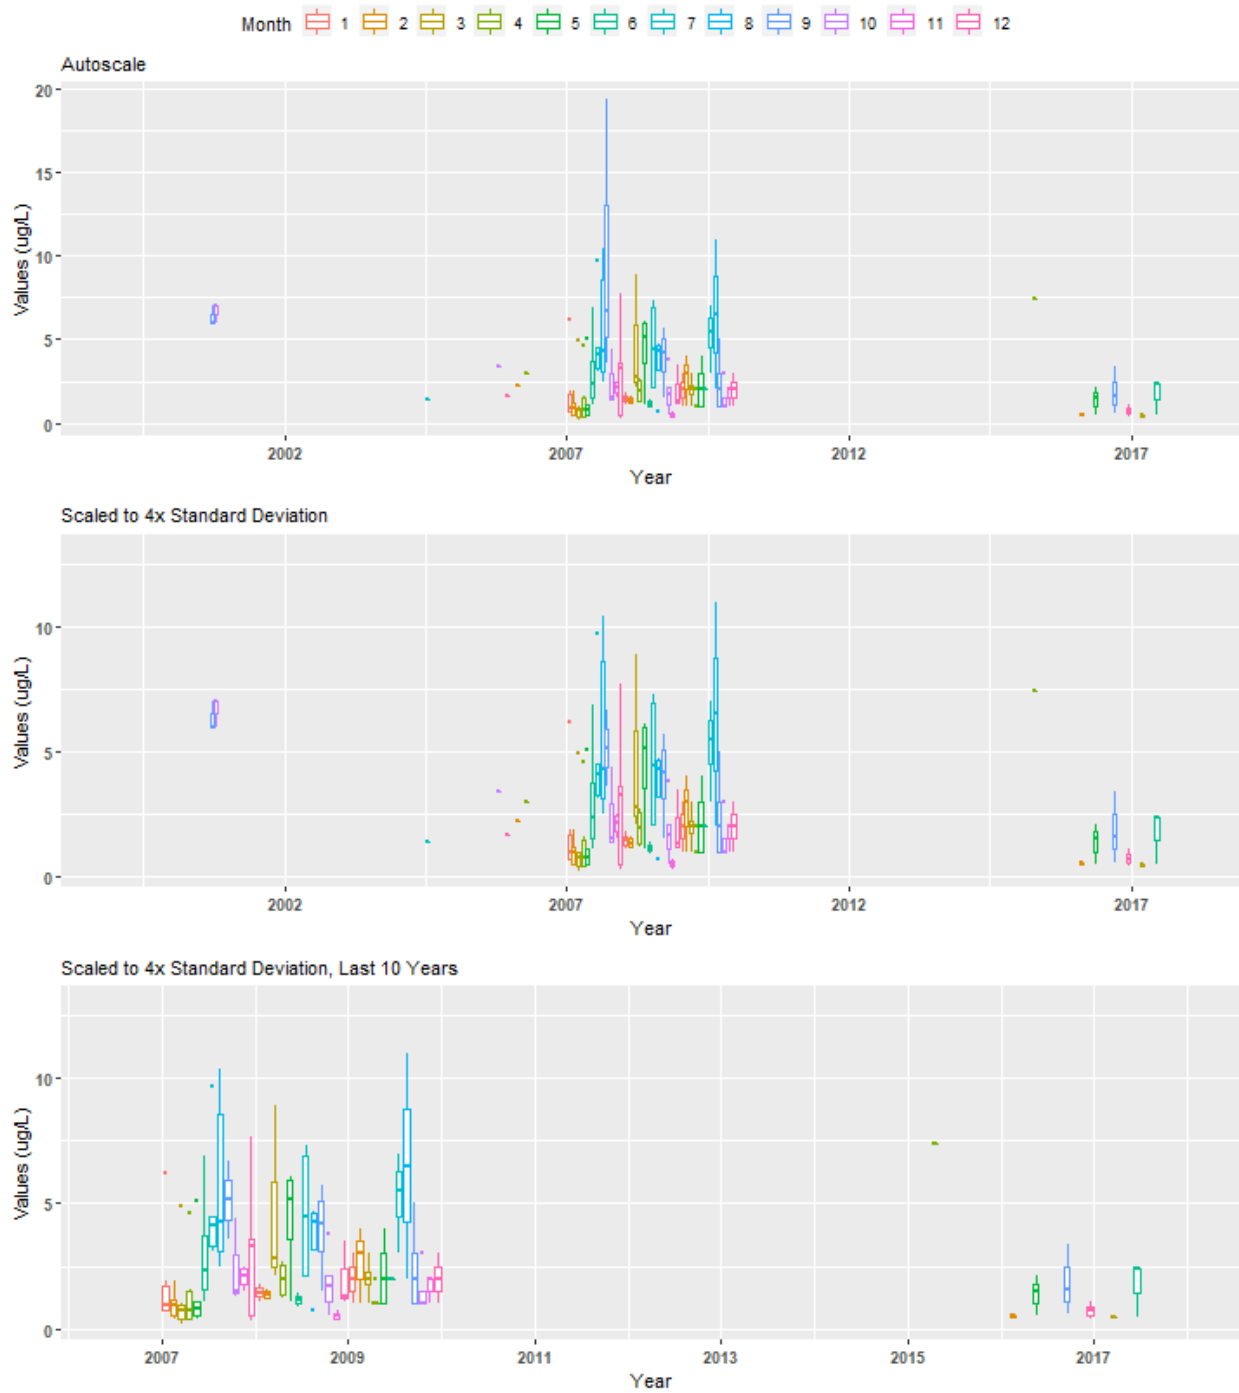 Month 1 2 3 4 5 6 7 8 9 10 11 12
Autoscale
20
15
10
5
0
Values (ug/L)
2002 2007 2012 2017
Year
Scaled to 4x Standard Deviation
10
5
0
Values (ug/L)
2002 2007 2012 2017
Year
Scaled to 4x Standard Deviation, Last 10 Years
10
5
0
Values (ug/L)
2007 2009 2011 2013 2015 2017
Year